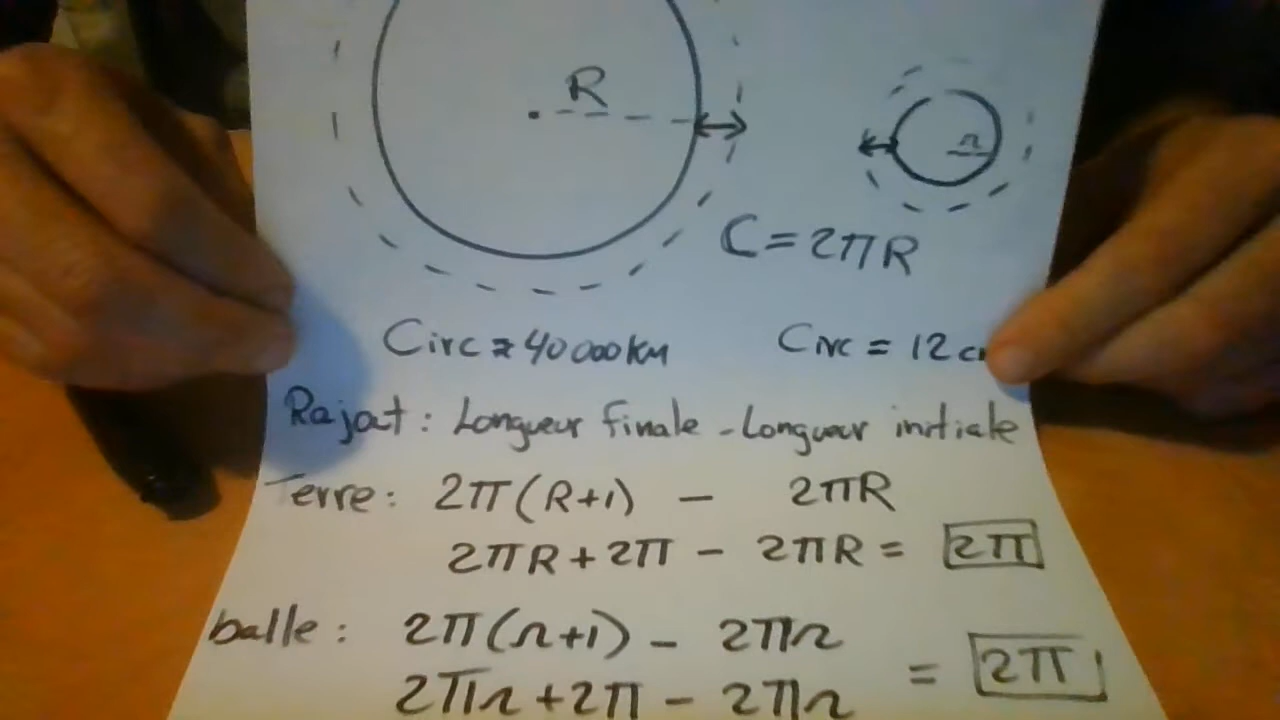 R
r
C = 2πR
Circ ≈ 40 000 km
Circ = 12 c
Rajout : Longueur finale - Longueur initiale
Terre : 2π(R+1) - 2πR
2πR + 2π - 2πR = 2π
balle : 2π(r+1) - 2πr
2πr + 2π - 2πr = 2π